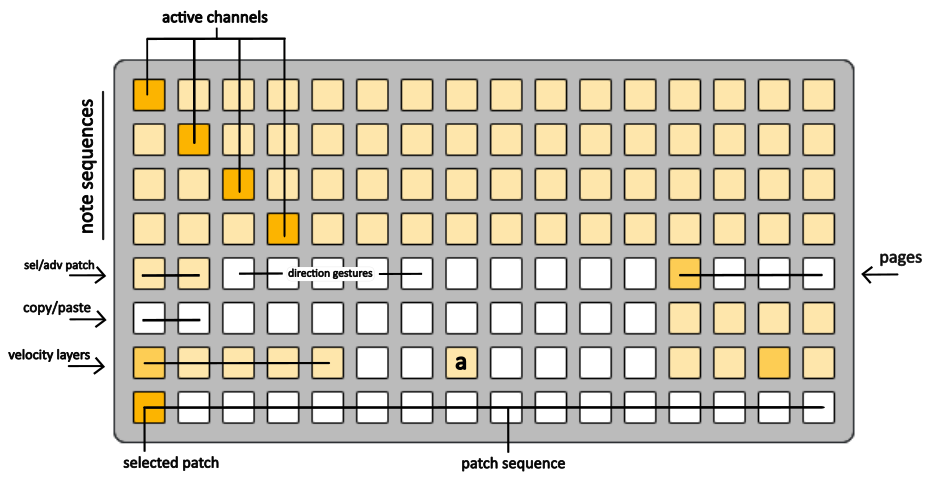 active channels
note sequences
sel/adv patch
direction gestures
pages
copy/paste
velocity layers
a
selected patch
patch sequence